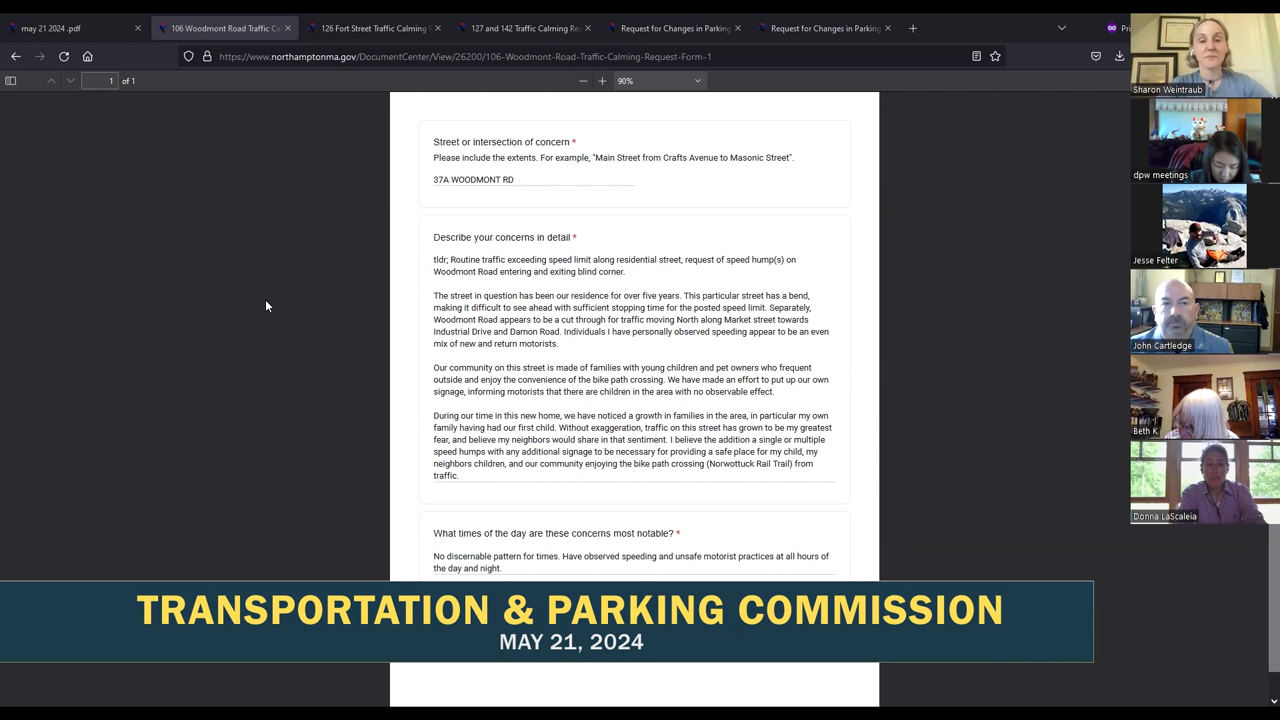 may 21 2024 .pdf
106 Woodmont Road Traffic Ca
126 Fort Street Traffic Calming R
127 and 142 Traffic Calming Re
Request for Changes in Parking
Request for Changes in Parking
https://www.northamptonma.gov/DocumentCenter/View/26200/106-Woodmont-Road-Traffic-Calming-Request-Form-1
1 of 1
90%
Street or intersection of concern *
Please include the extents. For example, "Main Street from Crafts Avenue to Masonic Street".
37A WOODMONT RD
Describe your concerns in detail *
tldr; Routine traffic exceeding speed limit along residential street, request of speed hump(s) on
Woodmont Road entering and exiting blind corner.
The street in question has been our residence for over five years. This particular street has a bend,
making it difficult to see ahead with sufficient stopping time for the posted speed limit. Separately,
Woodmont Road appears to be a cut through for traffic moving North along Market street towards
Industrial Drive and Damon Road. Individuals I have personally observed speeding appear to be an even
mix of new and return motorists.
Our community on this street is made of families with young children and pet owners who frequent
outside and enjoy the convenience of the bike path crossing. We have made an effort to put up our own
signage, informing motorists that there are children in the area with no observable effect.
During our time in this new home, we have noticed a growth in families in the area, in particular my own
family having had our first child. Without exaggeration, traffic on this street has grown to be my greatest
fear, and believe my neighbors would share in that sentiment. I believe the addition a single or multiple
speed humps with any additional signage to be necessary for providing a safe place for my child, my
neighbors children, and our community enjoying the bike path crossing (Norwottuck Rail Trail) from
traffic.
What times of the day are these concerns most notable? *
No discernable pattern for times. Have observed speeding and unsafe motorist practices at all hours of
the day and night.
TRANSPORTATION & PARKING COMMISSION
MAY 21, 2024
Sharon Weintraub
dpw meetings
Jesse Felter
John Cartledge
Beth K
Donna LaScaleia